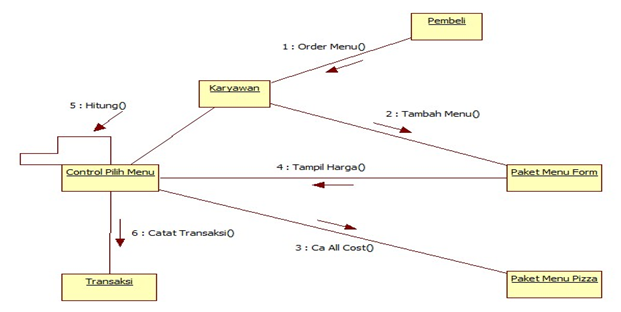 Pembeli
1 : Order Menu()
Karyawan
5 : Hitung()
2 : Tambah Menu()
Control Pilih Menu
4 : Tampil Harga()
Paket Menu Form
6 : Catat Transaksi()
3 : Ca All Cost()
Transaksi
Paket Menu Pizza